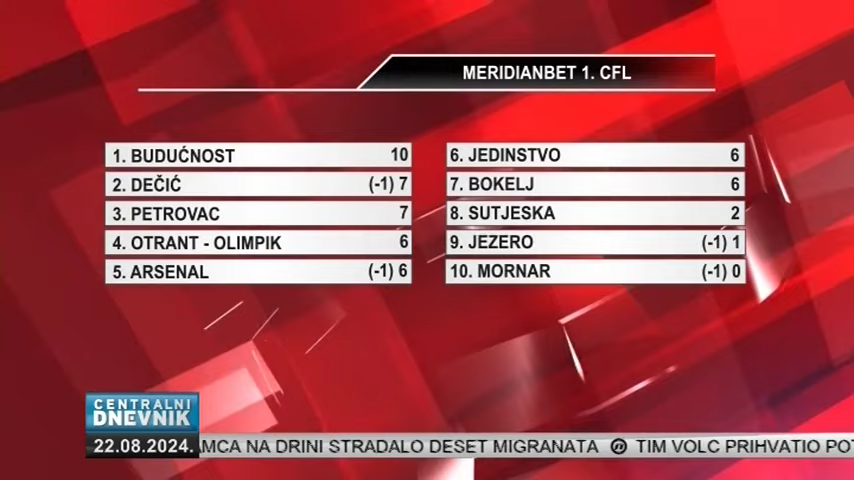 MERIDIANBET 1. CFL
1. BUDUĆNOST 10
2. DEČIĆ (-1) 7
3. PETROVAC 7
4. OTRANT - OLIMPIK 6
5. ARSENAL (-1) 6
6. JEDINSTVO 6
7. BOKELJ 6
8. SUTJESKA 2
9. JEZERO (-1) 1
10. MORNAR (-1) 0
CENTRALNI
DNEVNIK
22.08.2024. AMCA NA DRINI STRADALO DESET MIGRANATA TIM VOLC PRIHVATIO POT